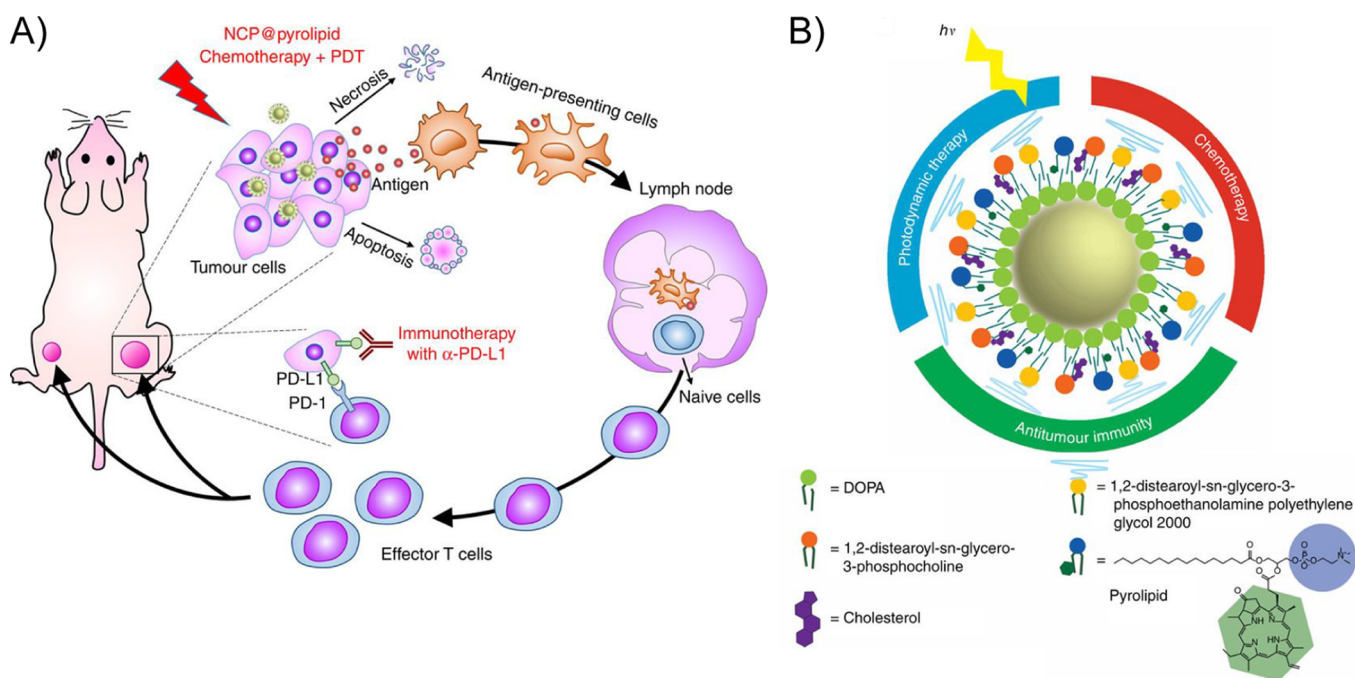 A)
NCP@pyrolipid
Chemotherapy + PDT
Necrosis
Antigen-presenting cells
Antigen
Lymph node
Apoptosis
Tumour cells
Immunotherapy
with α-PD-L1
PD-L1
PD-1
Naive cells
Effector T cells
B)
hν
Photodynamic therapy
Chemotherapy
Antitumour immunity
= DOPA
= 1,2-distearoyl-sn-glycero-
3-phosphocholine
= Cholesterol
= 1,2-distearoyl-sn-glycero-3-
phosphoethanolamine polyethylene
glycol 2000
=
Pyrolipid
O
O
O
O
O
P
O
O
O⁻
N⁺
O
NH
N
N
HN